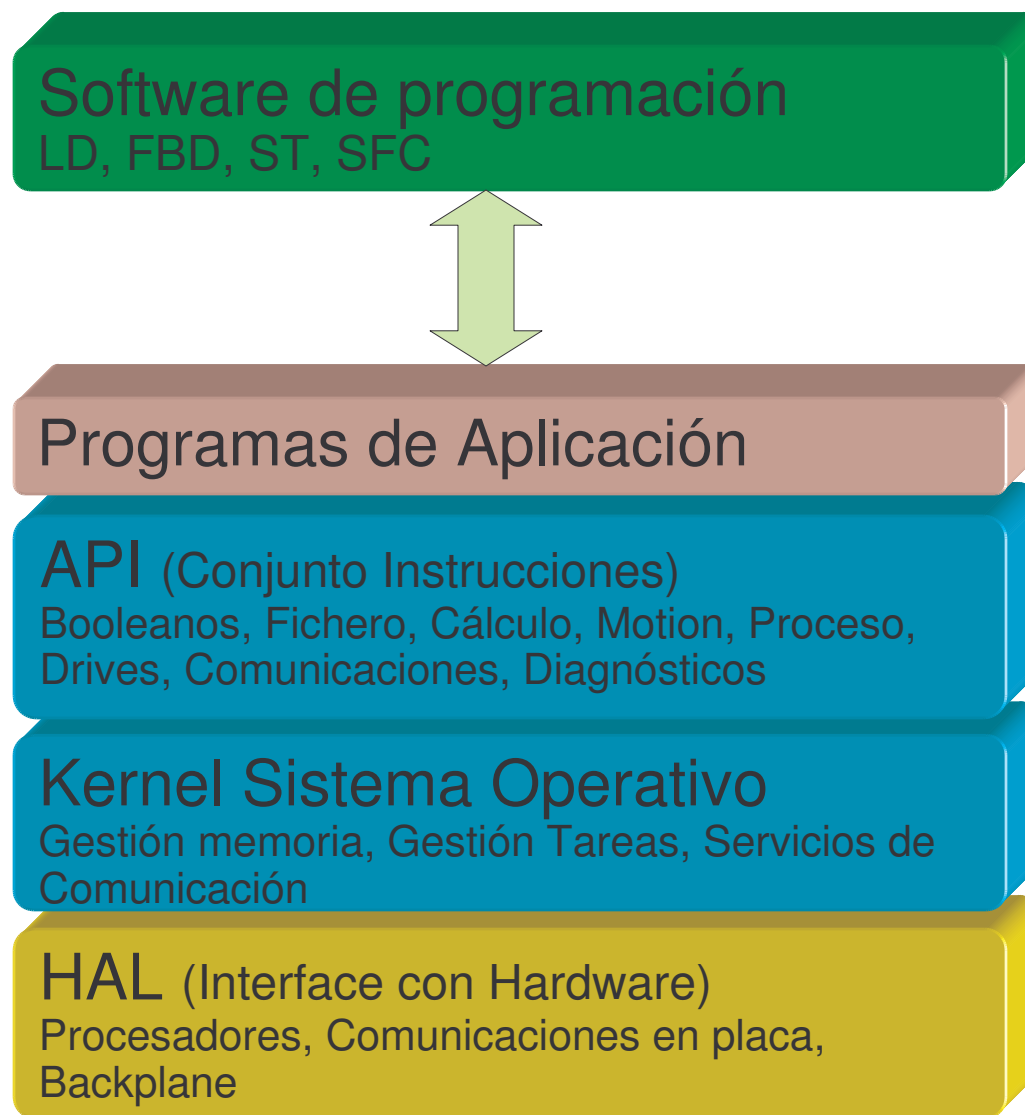 Software de programación
LD, FBD, ST, SFC
Programas de Aplicación
API (Conjunto Instrucciones)
Booleanos, Fichero, Cálculo, Motion, Proceso,
Drives, Comunicaciones, Diagnósticos
Kernel Sistema Operativo
Gestión memoria, Gestión Tareas, Servicios de
Comunicación
HAL (Interface con Hardware)
Procesadores, Comunicaciones en placa,
Backplane